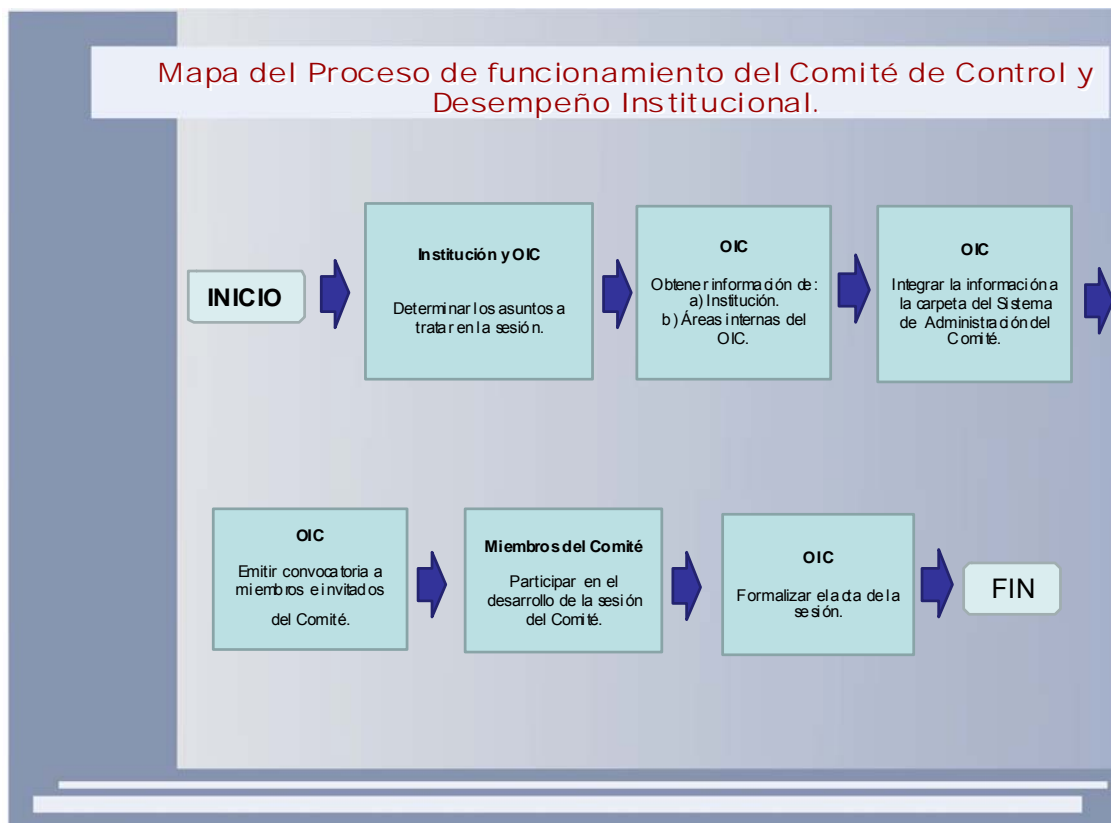 Mapa del Proceso de funcionamiento del Comité de Control y
Desempeño Institucional.
INICIO
Institución y OIC
Determinar los asuntos a
tratar en la sesión.
OIC
Obtener información de:
a) Institución.
b) Áreas internas del
OIC.
OIC
Integrar la información a
la carpeta del Sistema
de Administración del
Comité.
OIC
Emitir convocatoria a
miembros e invitados
del Comité.
Miembros del Comité
Participar en el
desarrollo de la sesión
del Comité.
OIC
Formalizar el acta de la
sesión.
FIN